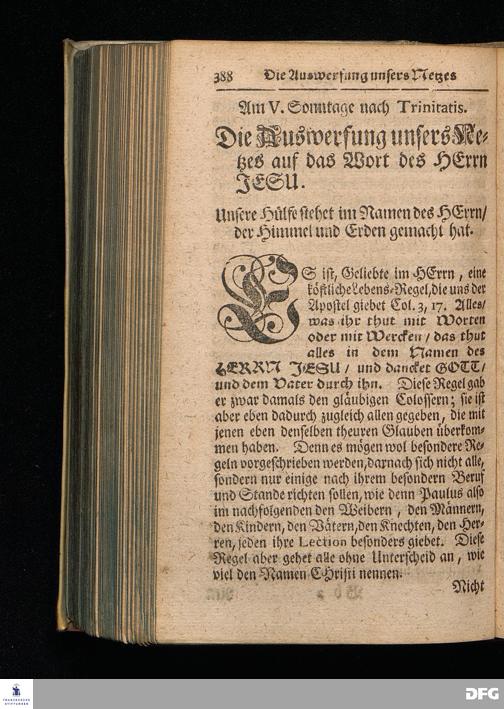 388 Die Auswerfung unsers Netzes
Am V. Sonntage nach Trinitatis.
Die Auswerfung unsers Ne-
tzes auf das Wort des HErrn
JESU.
Unsere Hülfe stehet im Namen des HErrn/
der Himmel und Erden gemacht hat.
ES ist, Geliebte im HErrn, eine
köstliche Lebens-Regel, die uns der
Apostel giebet Col. 3, 17. Alles/
was ihr thut mit Worten
oder mit Wercken/ das thut
alles in dem Namen des
HERRN JESU/ und dancket GOTT/
und dem Vater durch ihn. Diese Regel gab
er zwar damals den gläubigen Colossern; sie ist
aber eben dadurch zugleich allen gegeben, die mit
jenen eben denselben theuren Glauben überkom-
men haben. Denn es mögen wol besondere Re-
geln vorgeschrieben werden, darnach sich nicht alle,
sondern nur einige nach ihrem besondern Beruf
und Stande richten sollen, wie denn Paulus also
im nachfolgenden den Weibern, den Männern,
den Kindern, den Vätern, den Knechten, den Her-
ren, jeden ihre Lection besonders giebet. Diese
Regel aber gehet alle ohne Unterscheid an, wie
viel den Namen CHristi nennen.
Nicht
FRANCKESCHE
STIFTUNGEN
DFG